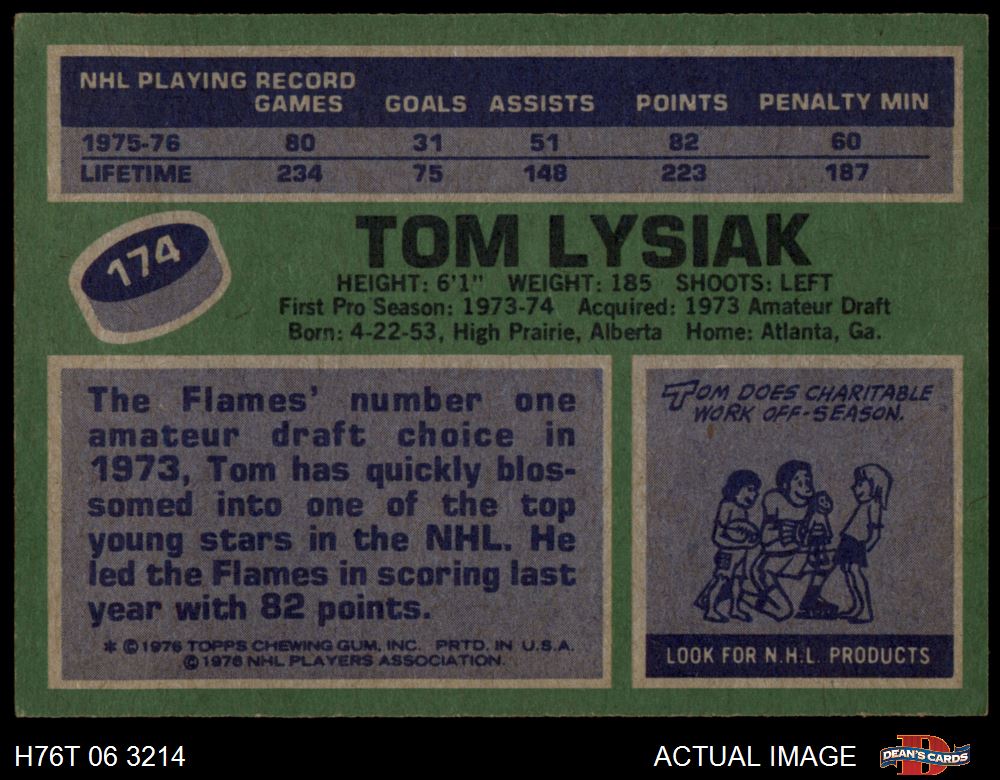 NHL PLAYING RECORD
GAMES GOALS ASSISTS POINTS PENALTY MIN
1975-76 80 31 51 82 60
LIFETIME 234 75 148 223 187
174
TOM LYSIAK
HEIGHT: 6'1" WEIGHT: 185 SHOOTS: LEFT
First Pro Season: 1973-74 Acquired: 1973 Amateur Draft
Born: 4-22-53, High Prairie, Alberta Home: Atlanta, Ga.
The Flames' number one
amateur draft choice in
1973, Tom has quickly blos-
somed into one of the top
young stars in the NHL. He
led the Flames in scoring last
year with 82 points.
* © 1976 TOPPS CHEWING GUM, INC. PRTD. IN U.S.A.
© 1976 NHL PLAYERS ASSOCIATION.
TOM DOES CHARITABLE
WORK OFF-SEASON.
LOOK FOR N.H.L. PRODUCTS
H76T 06 3214 ACTUAL IMAGE DEAN'S CARDS